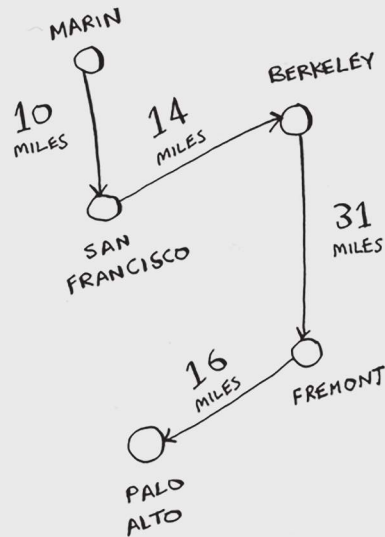 MARIN
10
MILES
14
MILES
BERKELEY
SAN
FRANCISCO
31
MILES
16
MILES
FREMONT
PALO
ALTO